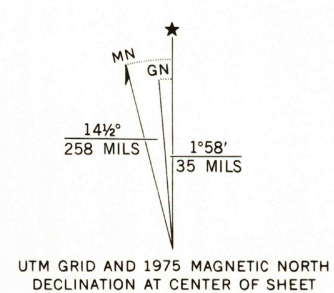 ★
MN
GN
14½°
258 MILS
1°58'
35 MILS
UTM GRID AND 1975 MAGNETIC NORTH
DECLINATION AT CENTER OF SHEET